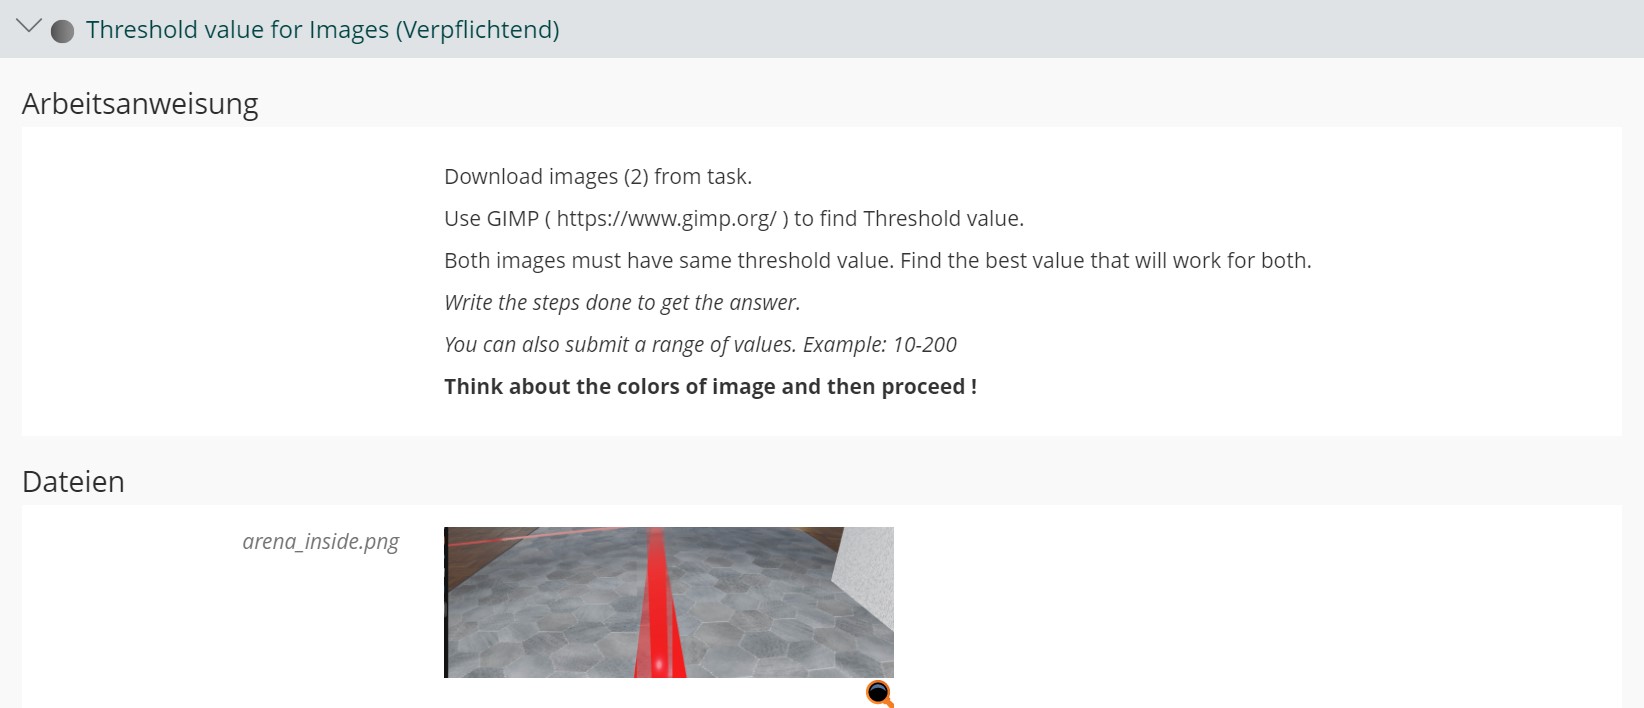 Threshold value for Images (Verpflichtend)
Arbeitsanweisung
Download images (2) from task.
Use GIMP ( https://www.gimp.org/ ) to find Threshold value.
Both images must have same threshold value. Find the best value that will work for both.
Write the steps done to get the answer.
You can also submit a range of values. Example: 10-200
Think about the colors of image and then proceed !
Dateien
arena_inside.png